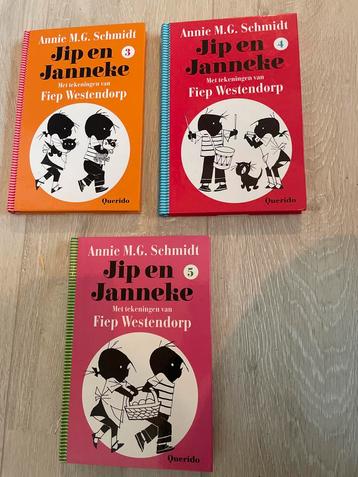 Annie M.G. Schmidt
Jip en
Janneke
3
Met tekeningen van
Fiep Westendorp
Querido
Annie M.G. Schmidt
Jip en
Janneke
4
Met tekeningen van
Fiep Westendorp
Querido
Annie M.G. Schmidt
Jip en
Janneke
5
Met tekeningen van
Fiep Westendorp
Querido